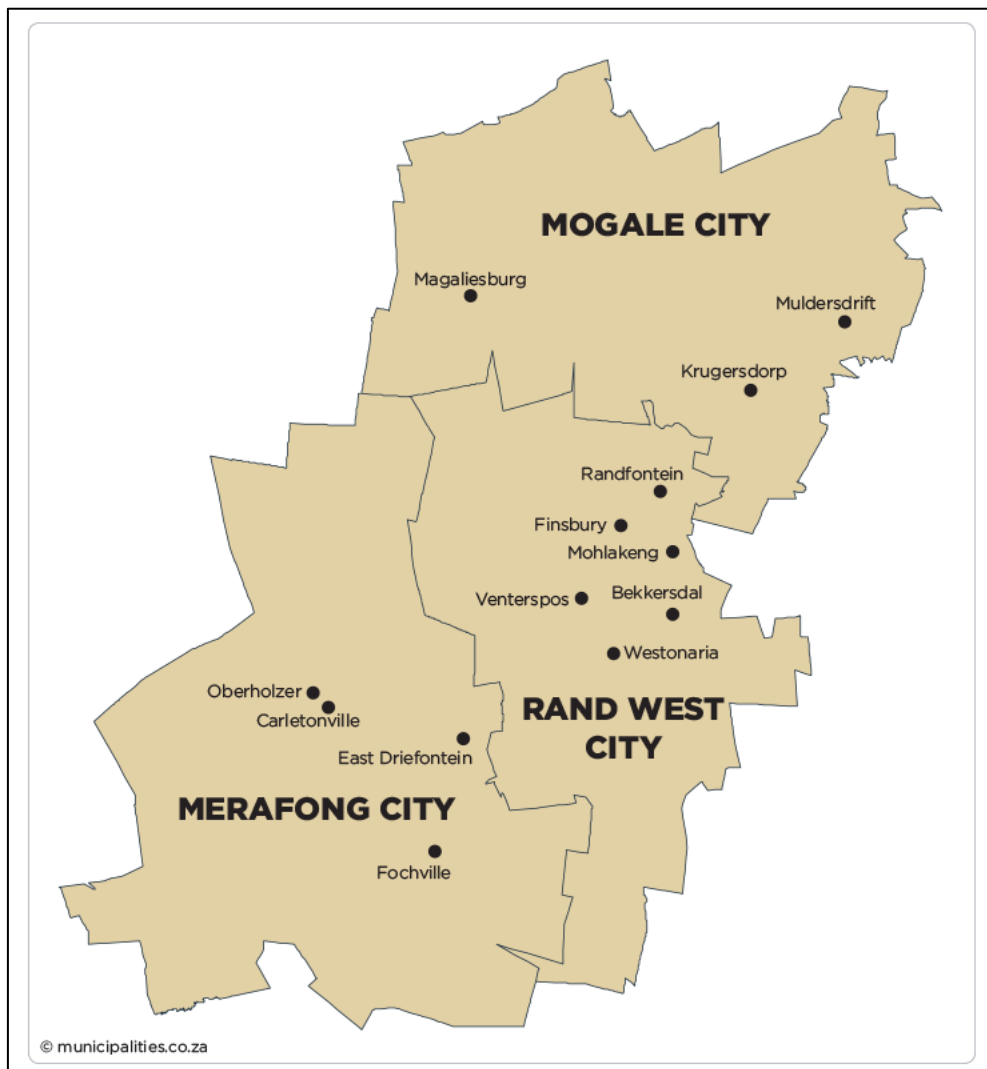 MOGALE CITY
Magaliesburg
Muldersdrift
Krugersdorp
Randfontein
Finsbury
Mohlakeng
Bekkersdal
Venterspos
Westonaria
Oberholzer
Carletonville
RAND WEST
CITY
East Driefontein
MERAFONG CITY
Fochville
© municipalities.co.za